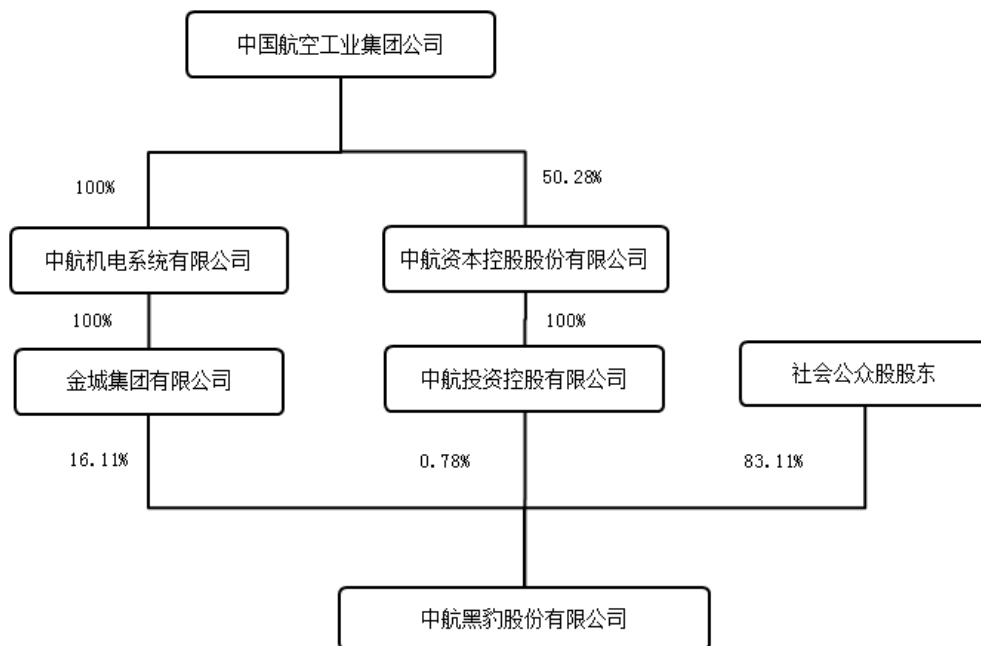 中国航空工业集团公司
100%
50.28%
中航机电系统有限公司
中航资本控股股份有限公司
100%
100%
金城集团有限公司
中航投资控股有限公司
社会公众股股东
16.11%
0.78%
83.11%
中航黑豹股份有限公司